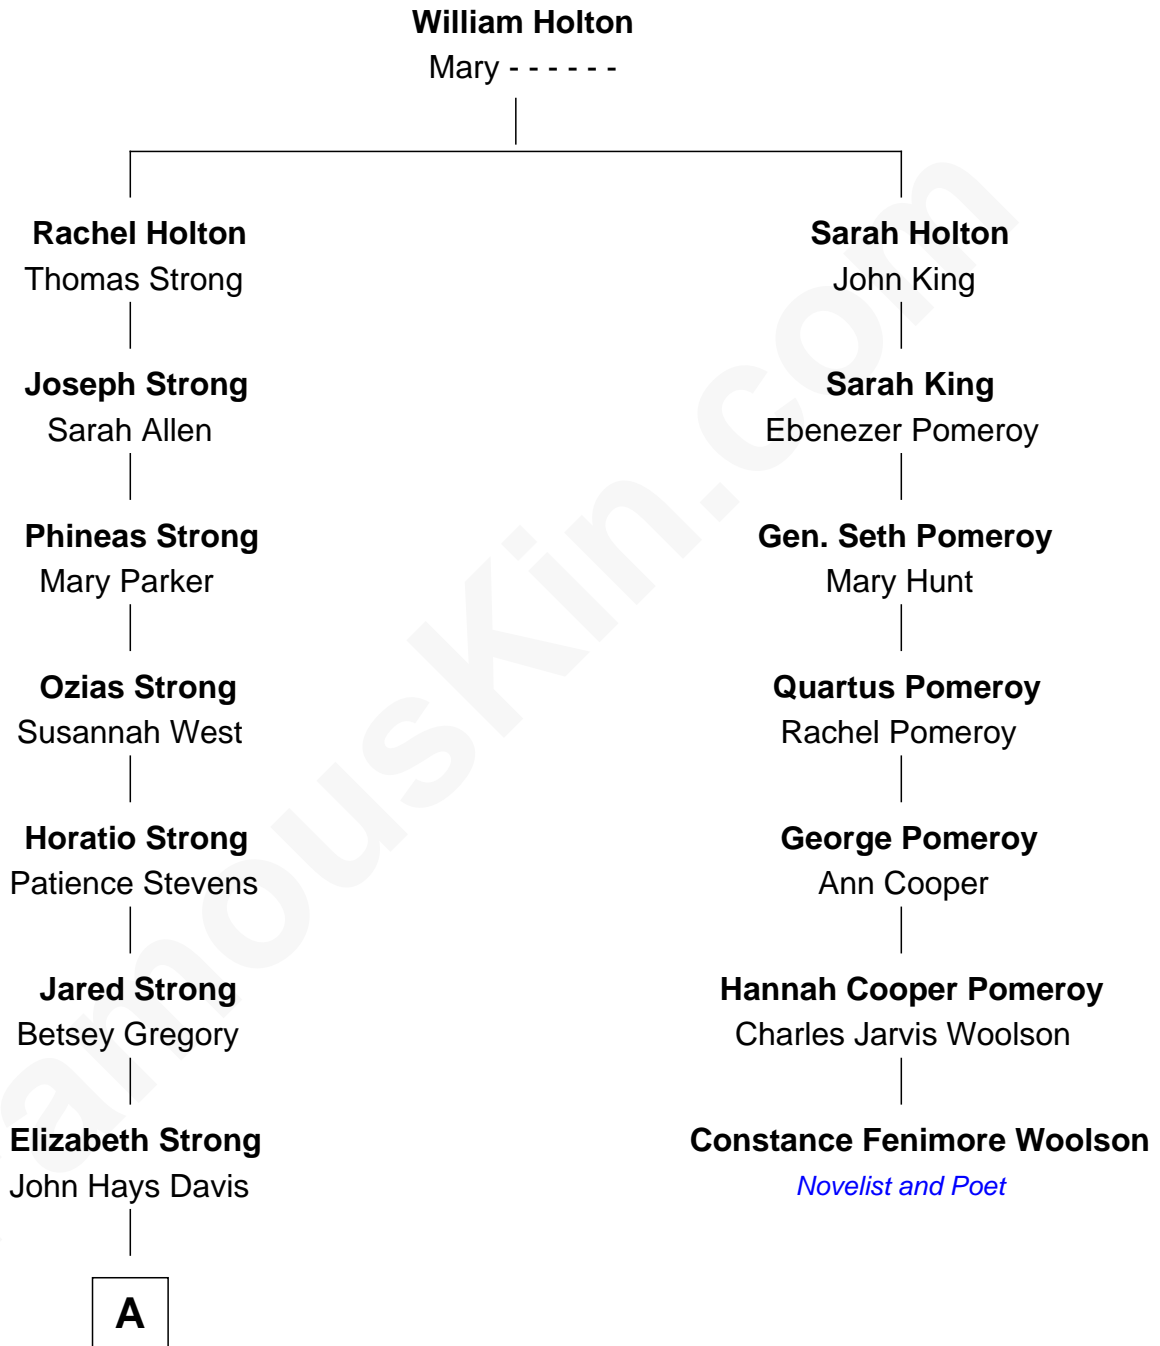 William Holton
Mary - - - - - -
Rachel Holton
Thomas Strong
Sarah Holton
John King
Joseph Strong
Sarah Allen
Sarah King
Ebenezer Pomeroy
Phineas Strong
Mary Parker
Gen. Seth Pomeroy
Mary Hunt
Ozias Strong
Susannah West
Quartus Pomeroy
Rachel Pomeroy
Horatio Strong
Patience Stevens
George Pomeroy
Ann Cooper
Jared Strong
Betsey Gregory
Hannah Cooper Pomeroy
Charles Jarvis Woolson
Elizabeth Strong
John Hays Davis
Constance Fenimore Woolson
Novelist and Poet
A
amousKin.com